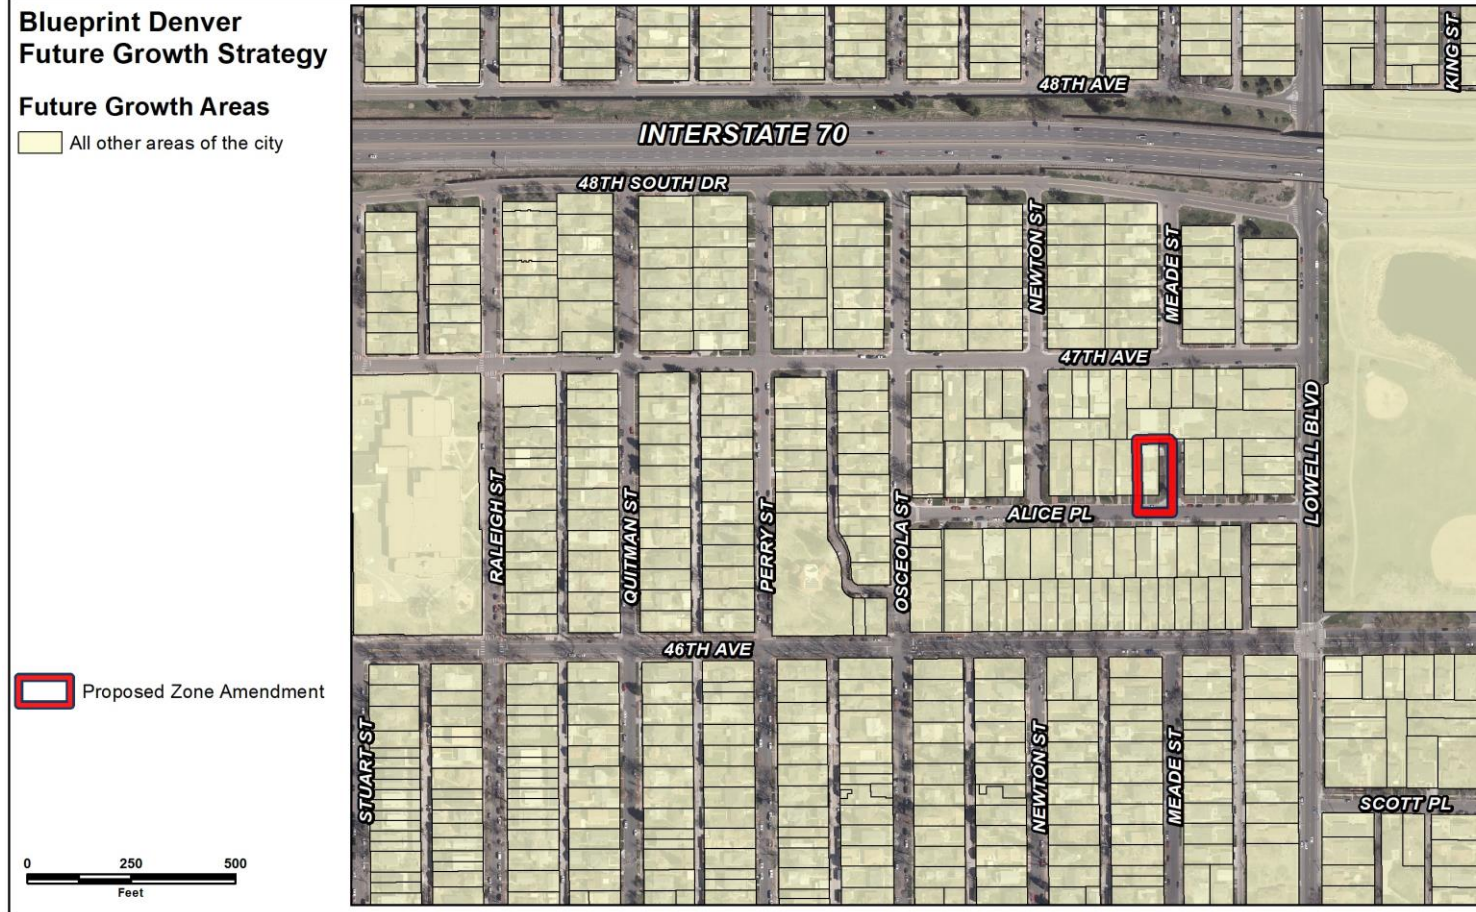 Blueprint Denver
Future Growth Strategy
Future Growth Areas
All other areas of the city
Proposed Zone Amendment
0 250 500
Feet
48TH AVE
KING ST
INTERSTATE 70
48TH SOUTH DR
NEWTON ST
MEADE ST
47TH AVE
LOWELL BLVD
RALEIGH ST
QUITMAN ST
PERRY ST
OSCEOLA ST
ALICE PL
46TH AVE
STUART ST
NEWTON ST
MEADE ST
SCOTT PL